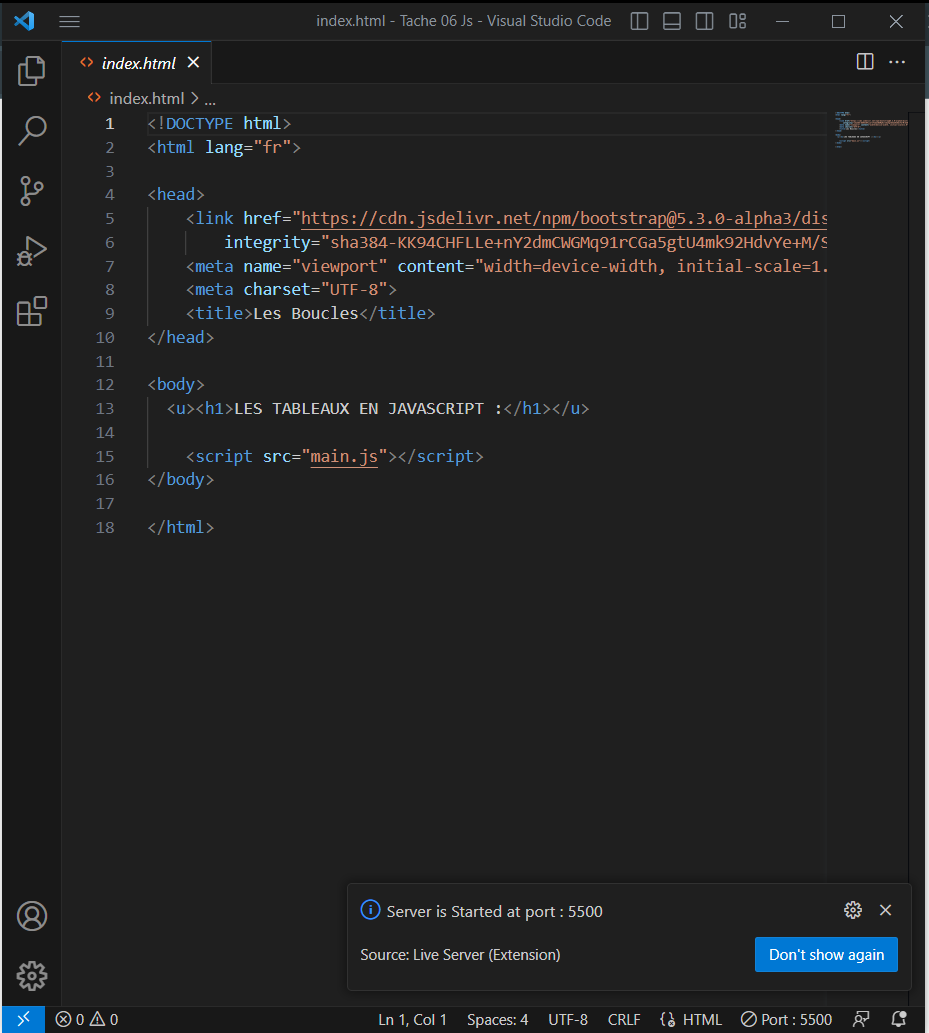 index.html - Tache 06 Js - Visual Studio Code
index.html
index.html > ...
1 <!DOCTYPE html>
2 <html lang="fr">
3
4 <head>
5 <link href="https://cdn.jsdelivr.net/npm/bootstrap@5.3.0-alpha3/dis
6 integrity="sha384-KK94CHFLLe+nY2dmCWGMq91rCGa5gtU4mk92HdvYe+M/S
7 <meta name="viewport" content="width=device-width, initial-scale=1.
8 <meta charset="UTF-8">
9 <title>Les Boucles</title>
10 </head>
11
12 <body>
13 <u><h1>LES TABLEAUX EN JAVASCRIPT :</h1></u>
14
15 <script src="main.js"></script>
16 </body>
17
18 </html>
Server is Started at port : 5500
Source: Live Server (Extension)
Don't show again
0 0 Ln 1, Col 1 Spaces: 4 UTF-8 CRLF HTML Port : 5500